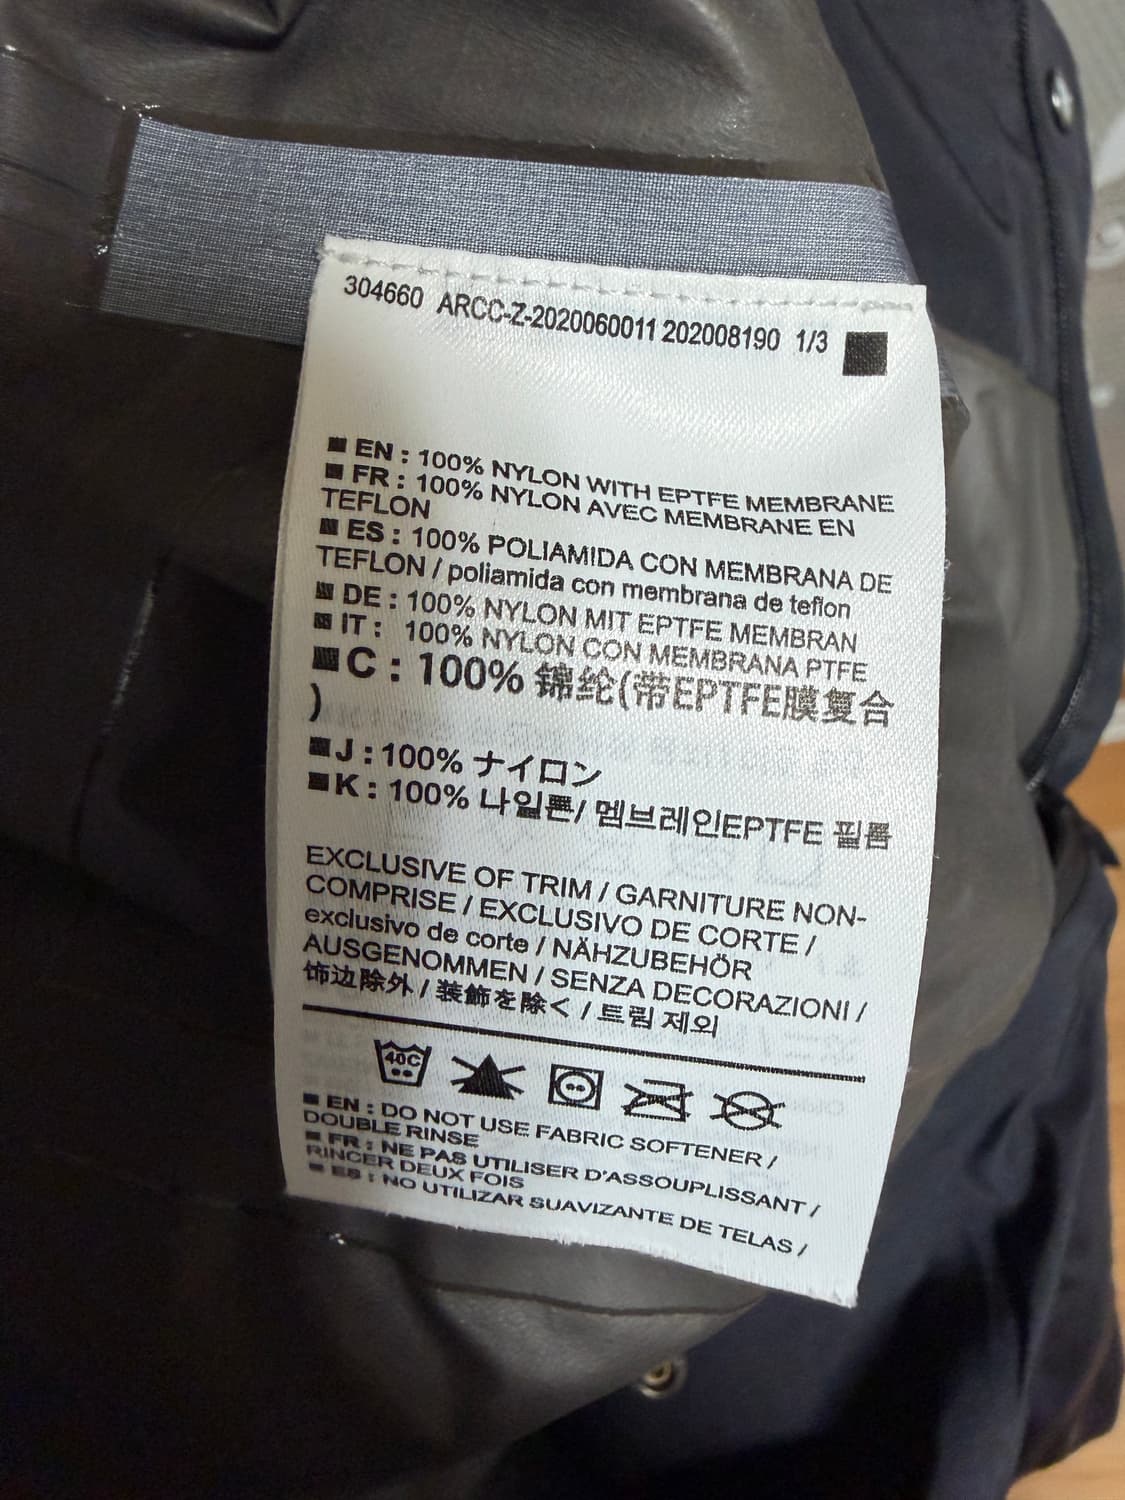 304660 ARCC-Z-2020060011 202008190 1/3
EN : 100% NYLON WITH EPTFE MEMBRANE
FR : 100% NYLON AVEC MEMBRANE EN
TEFLON
ES : 100% POLIAMIDA CON MEMBRANA DE
TEFLON / poliamida con membrana de teflon
DE : 100% NYLON MIT EPTFE MEMBRAN
IT : 100% NYLON CON MEMBRANA PTFE
C : 100% 锦纶(带EPTFE膜复合
)
J : 100% ナイロン
K : 100% 나일론/ 멤브레인EPTFE 필름
EXCLUSIVE OF TRIM / GARNITURE NON-
COMPRISE / EXCLUSIVO DE CORTE /
exclusivo de corte / NÄHZUBEHÖR
AUSGENOMMEN / SENZA DECORAZIONI /
饰边除外 / 装飾を除く / 트림 제외
40C
EN : DO NOT USE FABRIC SOFTENER /
DOUBLE RINSE
FR : NE PAS UTILISER D'ASSOUPLISSANT /
RINCER DEUX FOIS
ES : NO UTILIZAR SUAVIZANTE DE TELAS /